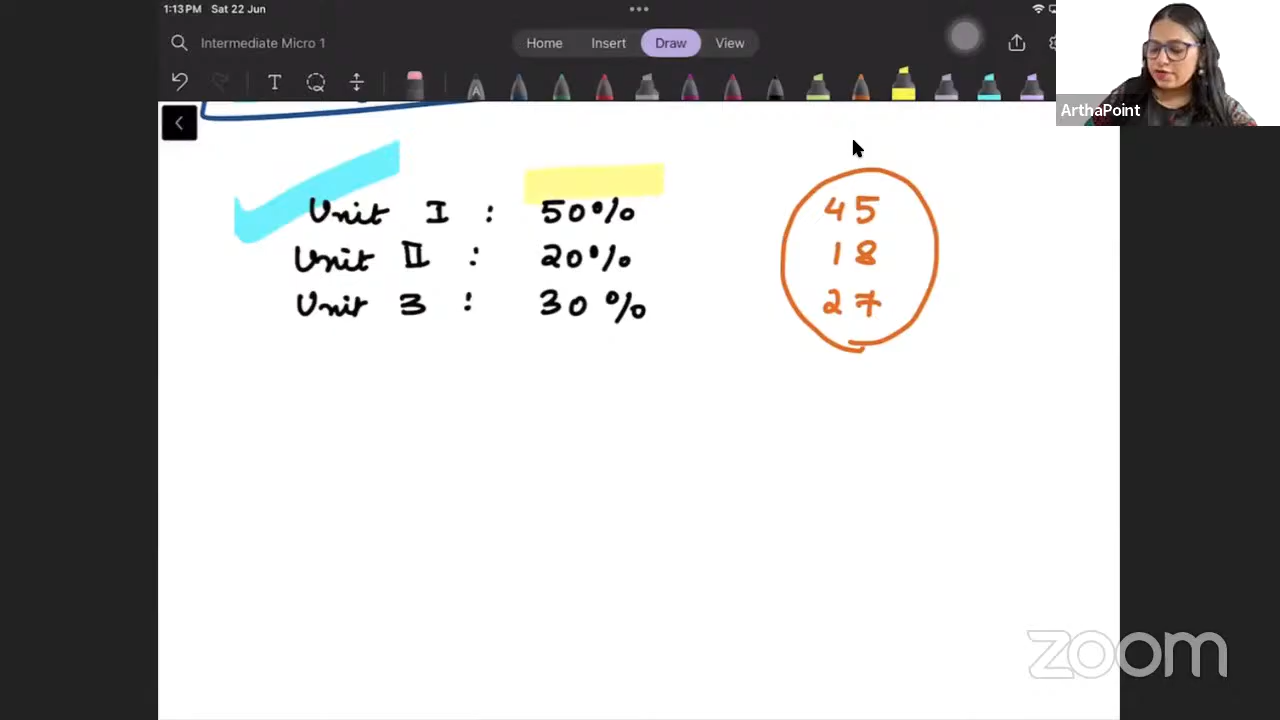 1:13 PM Sat 22 Jun
Intermediate Micro 1
Home Insert Draw View
T
ArthaPoint
Unit I : 50% 45
Unit II : 20% 18
Unit 3 : 30% 27
zoom